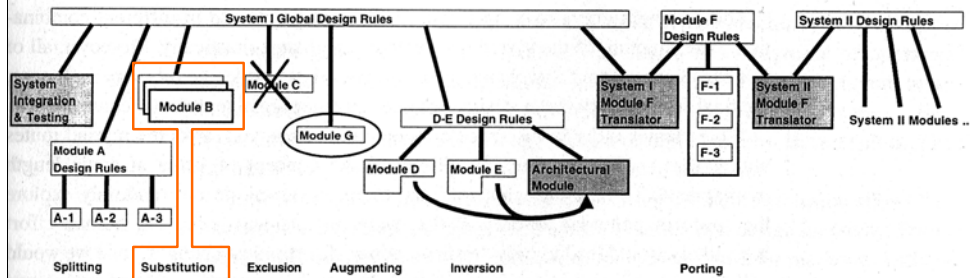 System I Global Design Rules
Module F
Design Rules
System II Design Rules
System
Integration
& Testing
Module B
Module C
Module G
D-E Design Rules
System I
Module F
Translator
F-1
F-2
F-3
System II
Module F
Translator
System II Modules ..
Module A
Design Rules
Module D
Module E
Architectural
Module
A-1
A-2
A-3
Splitting
Substitution
Exclusion
Augmenting
Inversion
Porting